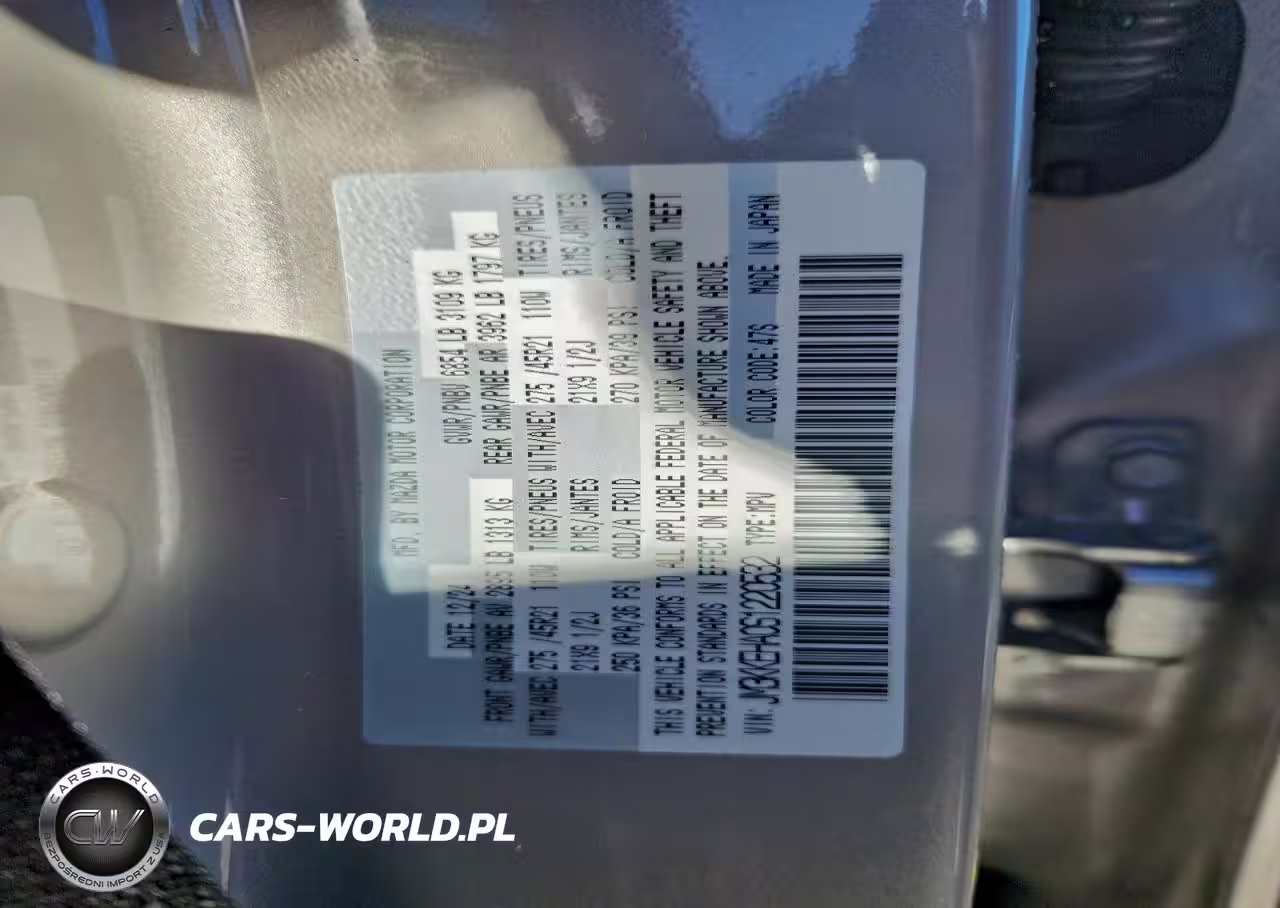 MFD. BY MAZDA MOTOR CORPORATION
DATE 12/24 GVWR/PNBV 6854 LB 3109 KG
FRONT GAWR/PNBE AV 2895 LB 1313 KG REAR GAWR/PNBE AR 3962 LB 1797 KG
WITH/AVEC 275 /45R21 110W TIRES/PNEUS WITH/AVEC 275 /45R21 110W TIRES/PNEUS
21X9 1/2J RIMS/JANTES 21X9 1/2J RIMS/JANTES
250 KPA/36 PSI COLD/A FROID 270 KPA/39 PSI COLD/A FROID
THIS VEHICLE CONFORMS TO ALL APPLICABLE FEDERAL MOTOR VEHICLE SAFETY AND THEFT
PREVENTION STANDARDS IN EFFECT ON THE DATE OF MANUFACTURE SHOWN ABOVE.
VIN: TYPE:MPV COLOR CODE:47S MADE IN JAPAN
CARS-WORLD
CW
BEZPOŚREDNI IMPORT Z USA
CARS-WORLD.PL